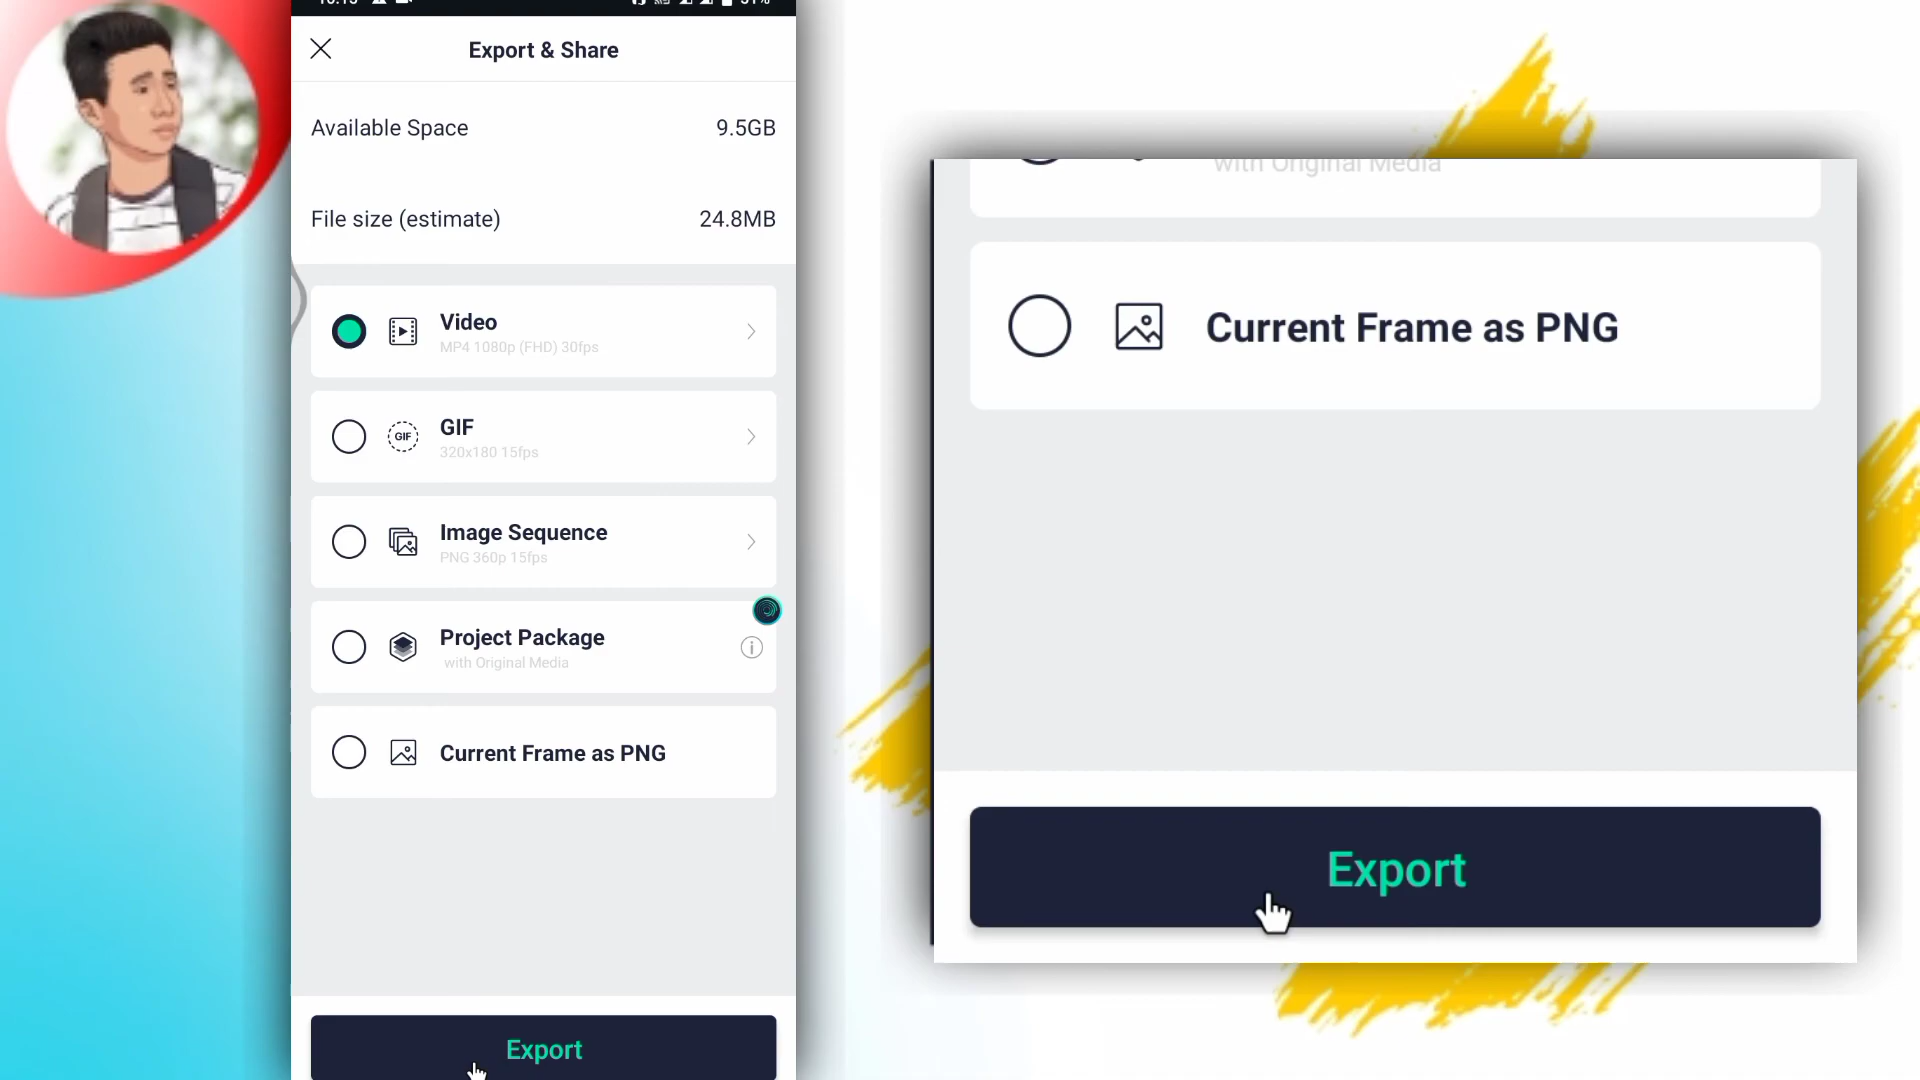 Export & Share
Available Space 9.5GB
File size (estimate) 24.8MB
Video
MP4 1080p (FHD) 30fps
GIF
GIF
320x180 15fps
Image Sequence
PNG 360p 15fps
Project Package
with Original Media
Current Frame as PNG
Export
with Original Media
Current Frame as PNG
Export